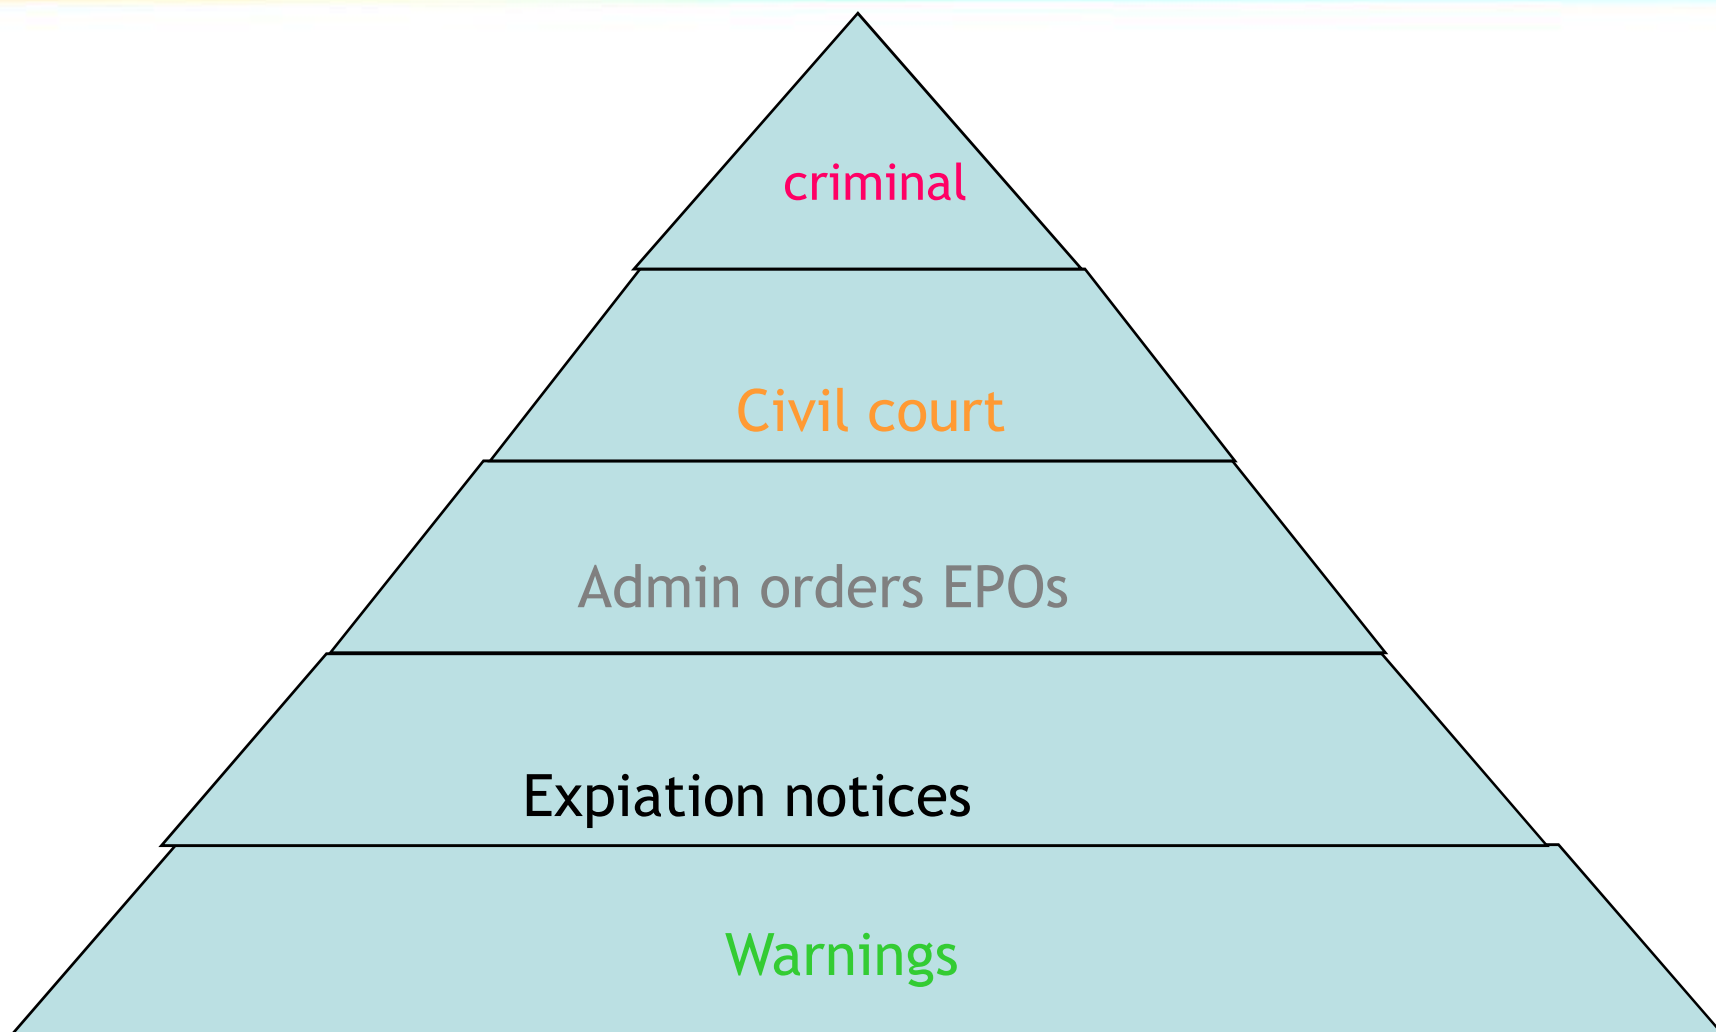 criminal
Civil court
Admin orders EPOs
Expiation notices
Warnings